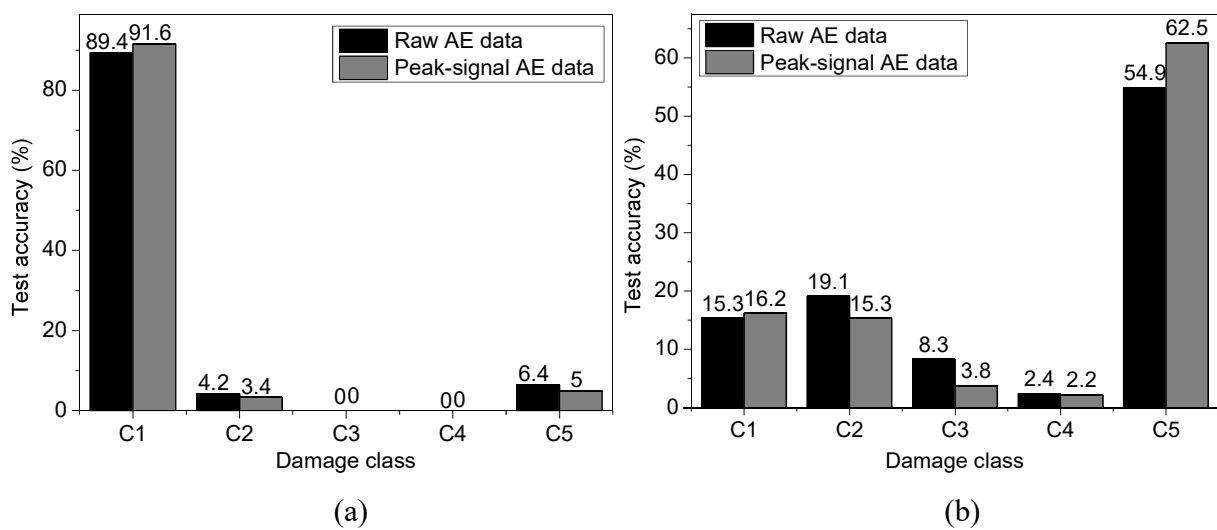 89.4 91.6
Raw AE data
Peak-signal AE data
80
60
40
20
0
4.2 3.4
00
00
6.4 5
C1 C2 C3 C4 C5
Test accuracy (%)
Damage class
(a)
62.5
Raw AE data
Peak-signal AE data
54.9
60
50
40
30
20
10
0
15.3 16.2
19.1 15.3
8.3 3.8
2.4 2.2
C1 C2 C3 C4 C5
Test accuracy (%)
Damage class
(b)